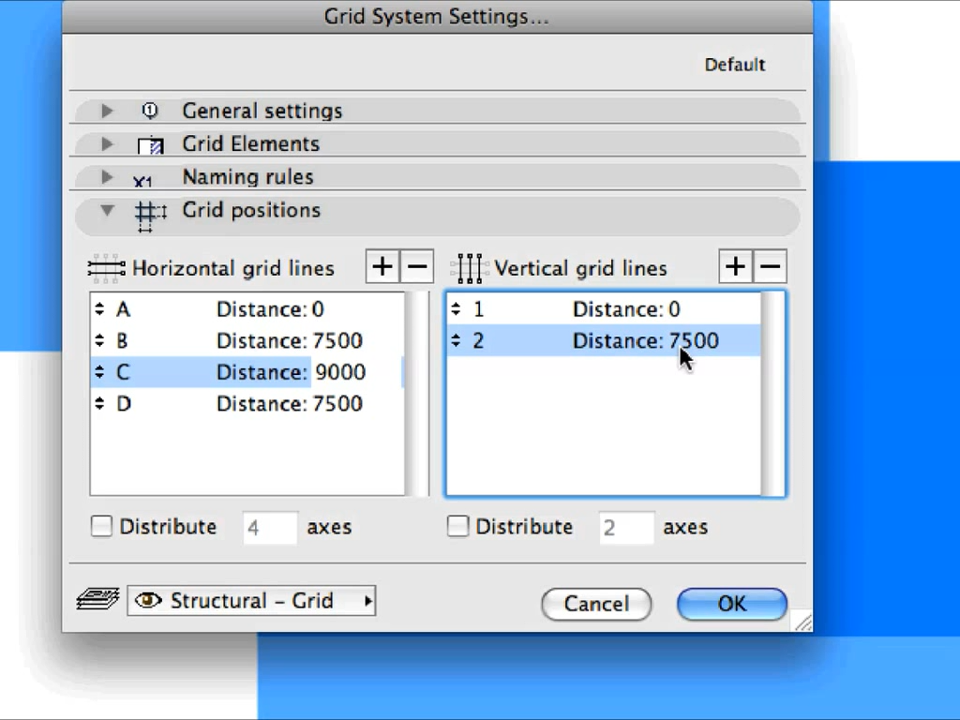 Grid System Settings...
Default
General settings
Grid Elements
Naming rules
Grid positions
Horizontal grid lines + −
A Distance: 0
B Distance: 7500
C Distance: 9000
D Distance: 7500
Distribute 4 axes
Vertical grid lines + −
1 Distance: 0
2 Distance: 7500
Distribute 2 axes
Structural – Grid
Cancel OK